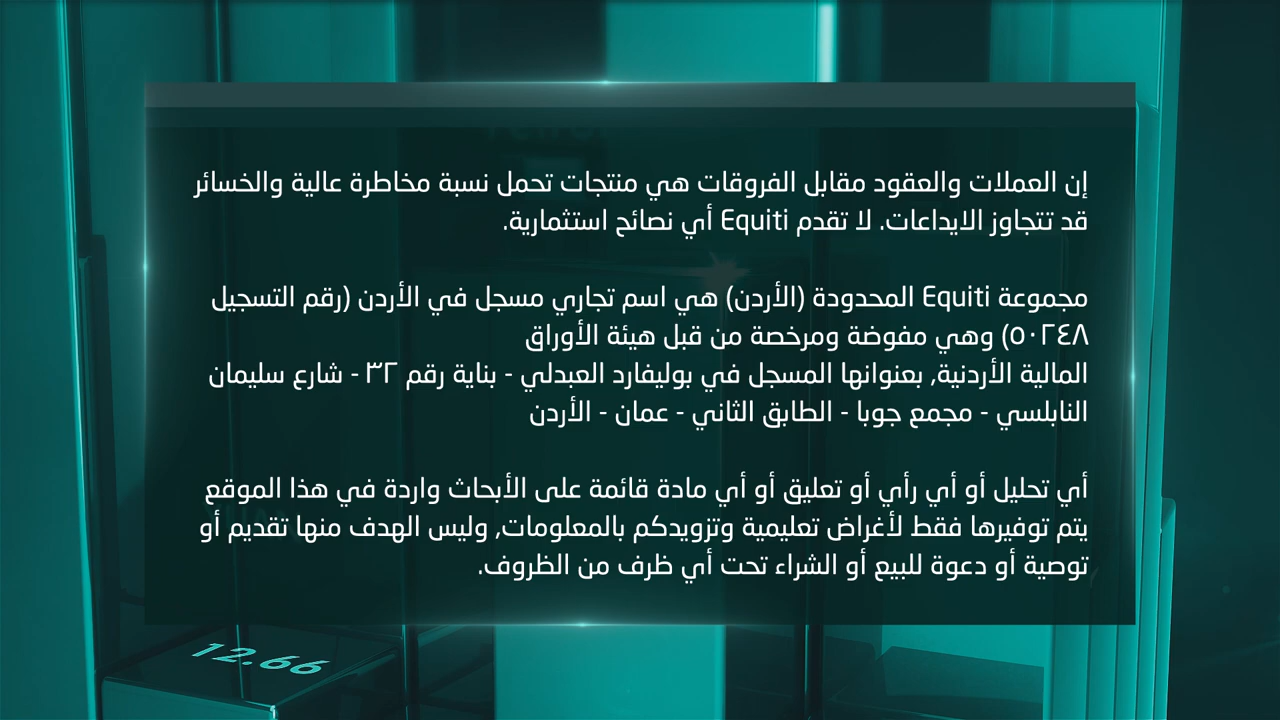 إن العملات والعقود مقابل الفروقات هي منتجات تحمل نسبة مخاطرة عالية والخسائر
قد تتجاوز الايداعات. لا تقدم Equiti أي نصائح استثمارية.
مجموعة Equiti المحدودة (الأردن) هي اسم تجاري مسجل في الأردن (رقم التسجيل
٥٠٢٤٨) وهي مفوضة ومرخصة من قبل هيئة الأوراق
المالية الأردنية, بعنوانها المسجل في بوليفارد العبدلي - بناية رقم ٣٢ - شارع سليمان
النابلسي - مجمع جوبا - الطابق الثاني - عمان - الأردن
أي تحليل أو أي رأي أو تعليق أو أي مادة قائمة على الأبحاث واردة في هذا الموقع
يتم توفيرها فقط لأغراض تعليمية وتزويدكم بالمعلومات, وليس الهدف منها تقديم أو
توصية أو دعوة للبيع أو الشراء تحت أي ظرف من الظروف.
12.66